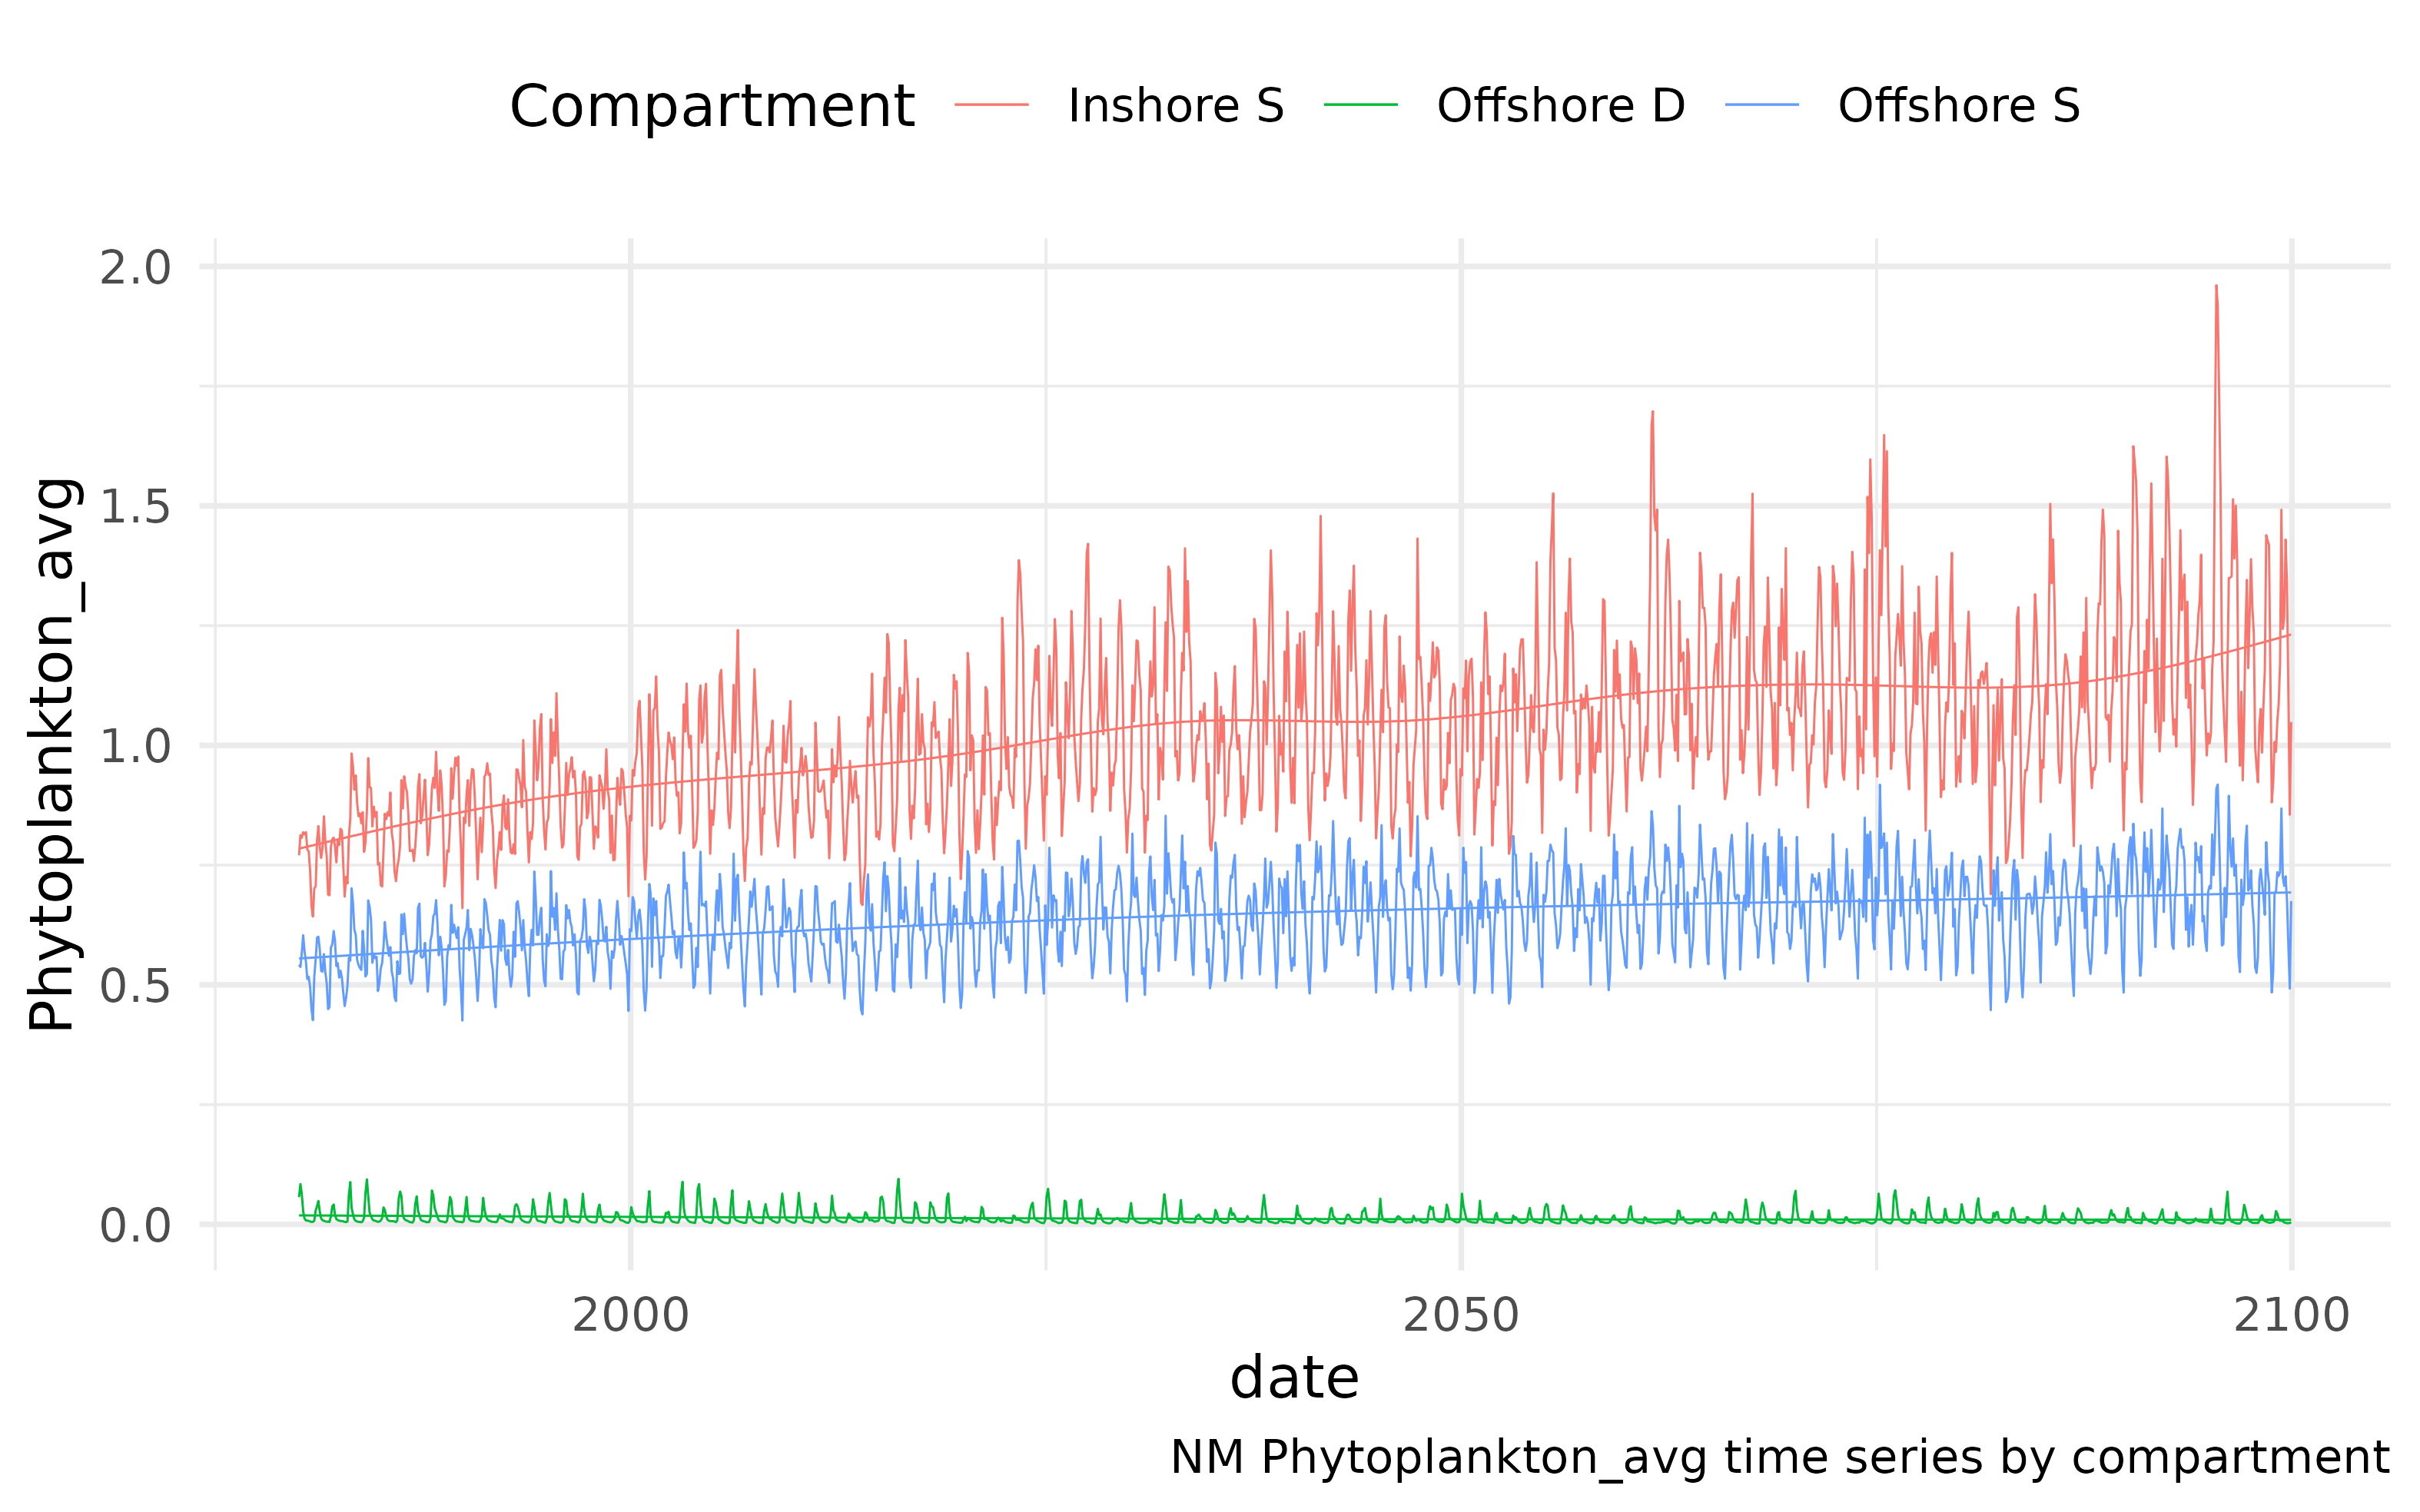 Compartment Inshore S Offshore D Offshore S
Phytoplankton_avg
2.0
1.5
1.0
0.5
0.0
2000 2050 2100
date
NM Phytoplankton_avg time series by compartment